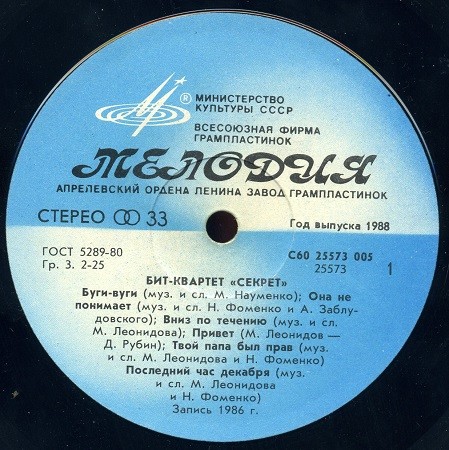 ® МИНИСТЕРСТВО
КУЛЬТУРЫ СССР
ВСЕСОЮЗНАЯ ФИРМА
ГРАМПЛАСТИНОК
МЕЛОДИЯ
АПРЕЛЕВСКИЙ ОРДЕНА ЛЕНИНА ЗАВОД ГРАМПЛАСТИНОК
СТЕРЕО 33
Год выпуска 1988
ГОСТ 5289-80
Гр. 3. 2-25
С60 25573 005
25573
1
БИТ-КВАРТЕТ «СЕКРЕТ»
Буги-вуги (муз. и сл. М. Науменко); Она не
понимает (муз. и сл. Н. Фоменко и А. Заблу-
довского); Вниз по течению (муз. и сл.
М. Леонидова); Привет (М. Леонидов —
Д. Рубин); Твой папа был прав (муз. и
сл. М. Леонидова и Н. Фоменко)
Последний час декабря (муз.
и сл. М. Леонидова
и Н. Фоменко)
Запись 1986 г.